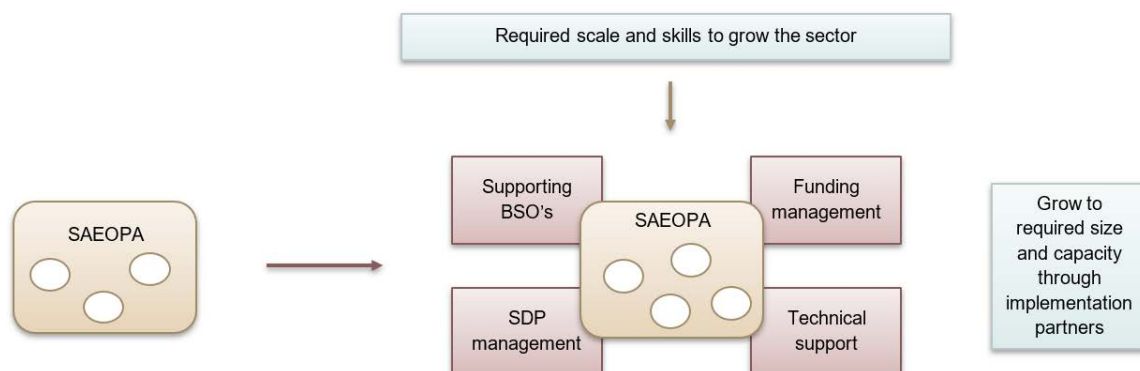 Required scale and skills to grow the sector
SAEOPA
Supporting
BSO's
Funding
management
SAEOPA
SDP
management
Technical
support
Grow to
required size
and capacity
through
implementation
partners